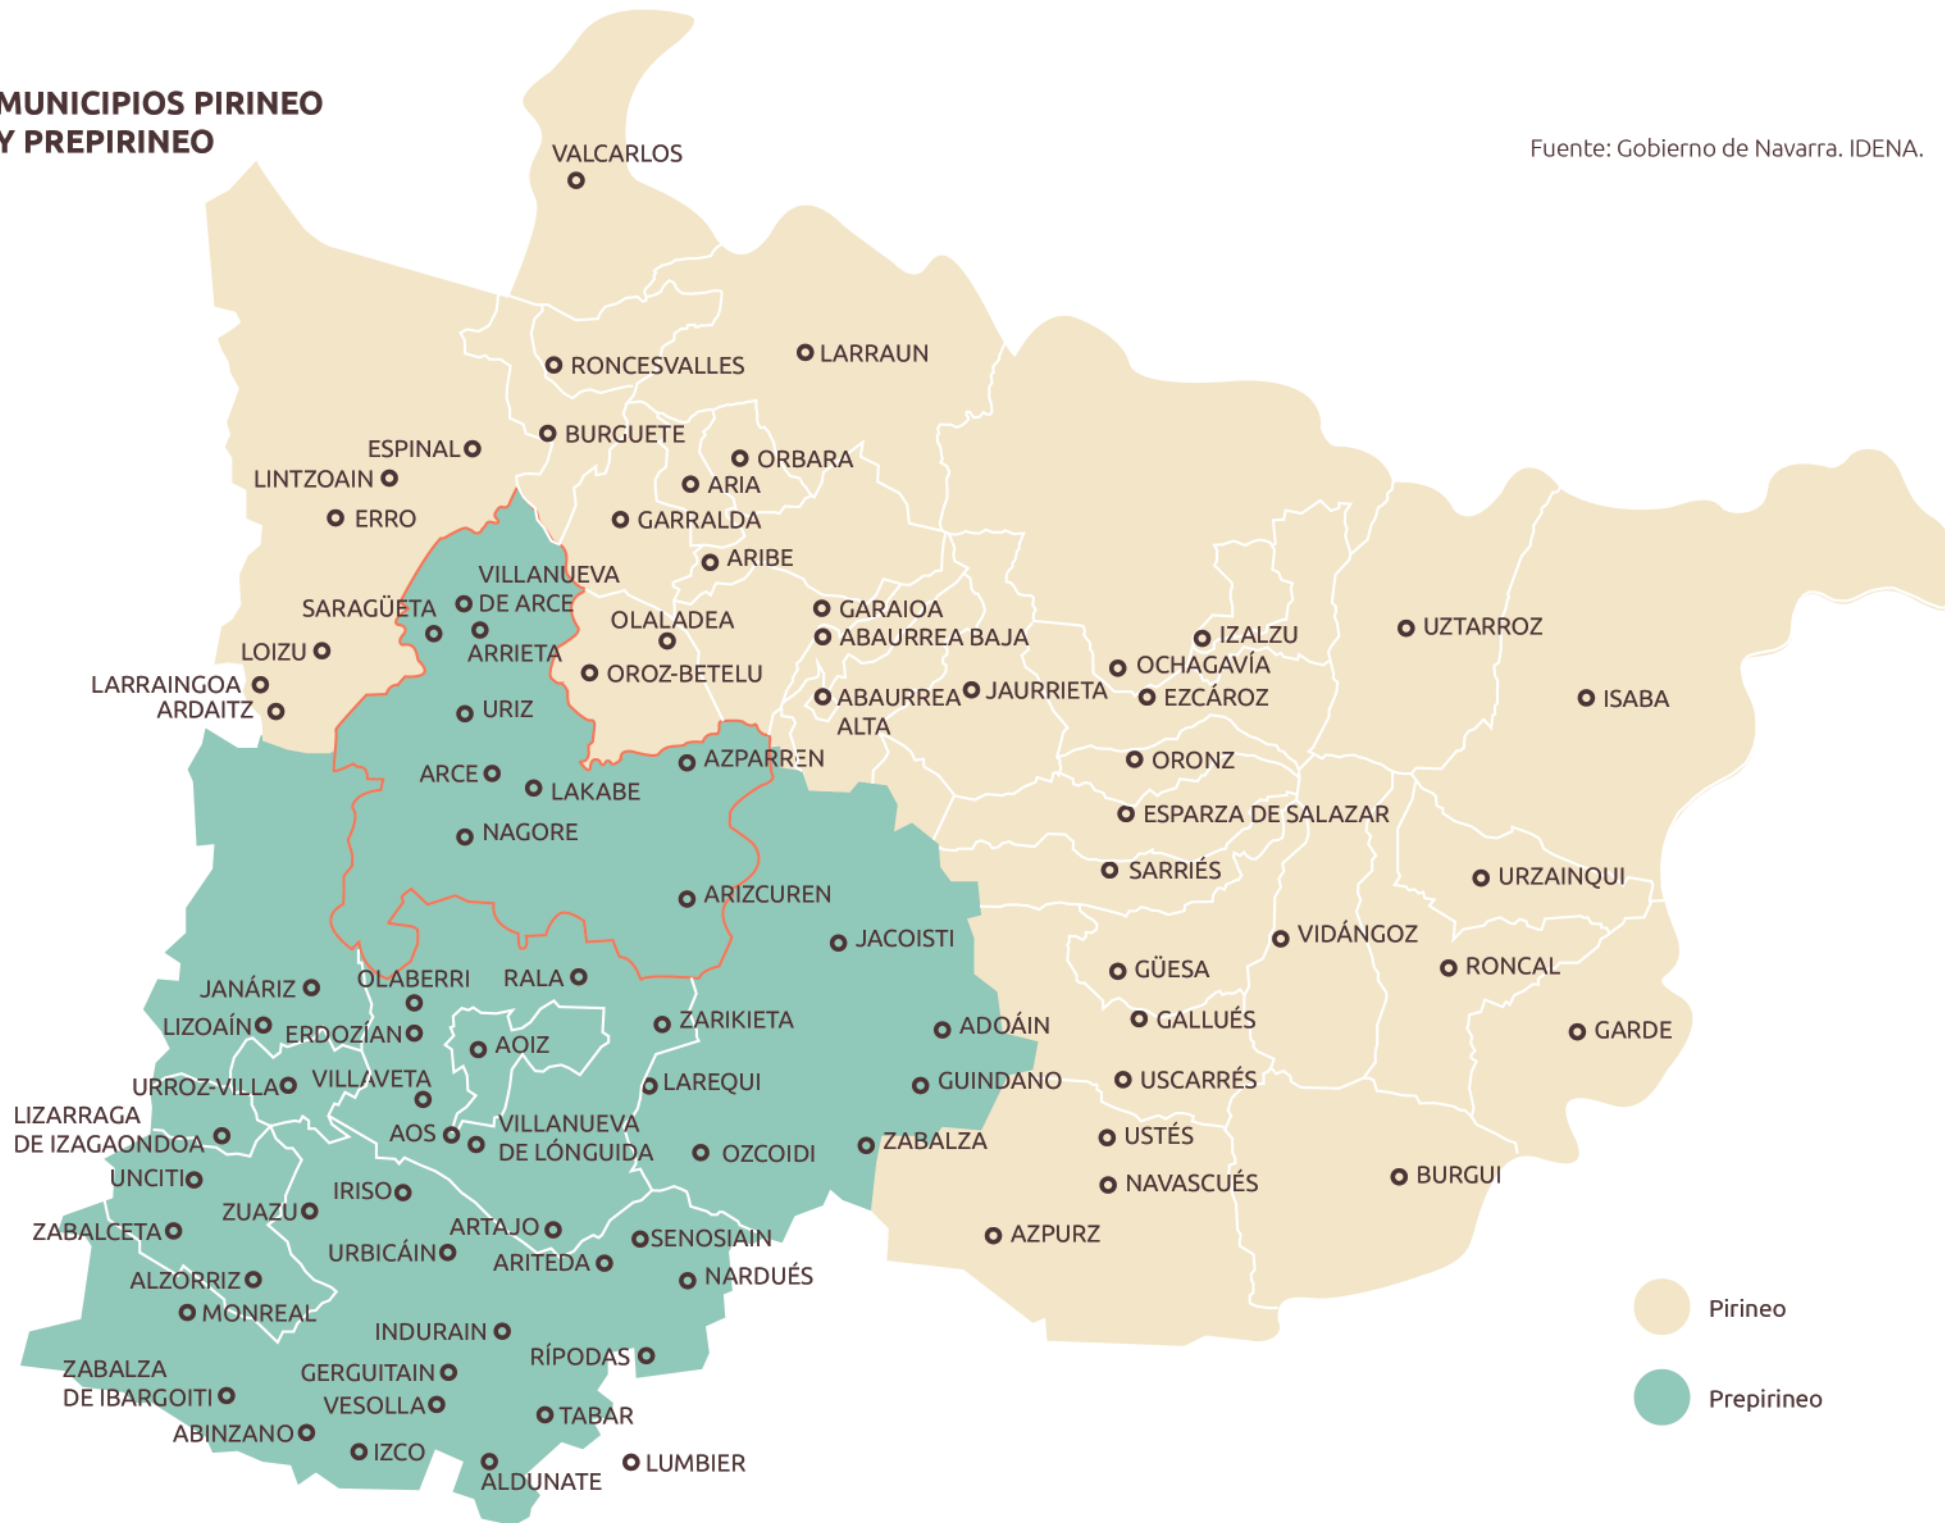 MUNICIPIOS PIRINEO
Y PREPIRINEO
Fuente: Gobierno de Navarra. IDENA.
VALCARLOS
RONCESVALLES
LARRAUN
BURGUETE
ESPINAL
ORBARA
LINTZOAIN
ARIA
ERRO
GARRALDA
ARIBE
VILLANUEVA
DE ARCE
SARAGÜETA
ARRIETA
OLALADEA
GARAIOA
ABAURREA BAJA
IZALZU
UZTARROZ
LOIZU
OROZ-BETELU
OCHAGAVÍA
LARRAINGOA
ARDAITZ
ABAURREA
ALTA
JAURRIETA
EZCÁROZ
ISABA
URIZ
AZPARREN
ORONZ
ARCE
LAKABE
ESPARZA DE SALAZAR
NAGORE
SARRIÉS
URZAINQUI
ARIZCUREN
JACOISTI
VIDÁNGOZ
GÜESA
RONCAL
OLABERRI
RALA
JANÁRIZ
LIZOAÍN
ERDOZÍAN
ZARIKIETA
ADOÁIN
GALLUÉS
GARDE
AOIZ
URROZ-VILLA
VILLAVETA
LAREQUI
GUINDANO
USCARRÉS
LIZARRAGA
DE IZAGAONDOA
AOS
VILLANUEVA
DE LÓNGUIDA
OZCOIDI
ZABALZA
USTÉS
UNCITI
IRISO
NAVASCUÉS
BURGUI
ZUAZU
ZABALCETA
ARTAJO
SENOSIAIN
AZPURZ
URBICÁIN
ARITEDA
ALZORRIZ
NARDUÉS
MONREAL
Pirineo
INDURAIN
RÍPODAS
ZABALZA
DE IBARGOITI
GERGUITAIN
VESOLLA
Prepirineo
TABAR
ABINZANO
IZCO
LUMBIER
ALDUNATE